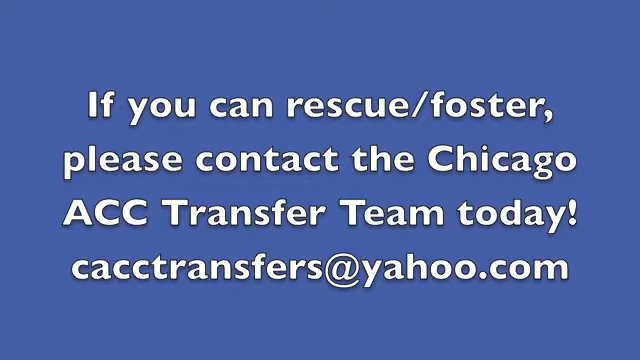 If you can rescue/foster,
please contact the Chicago
ACC Transfer Team today!
cacctransfers@yahoo.com